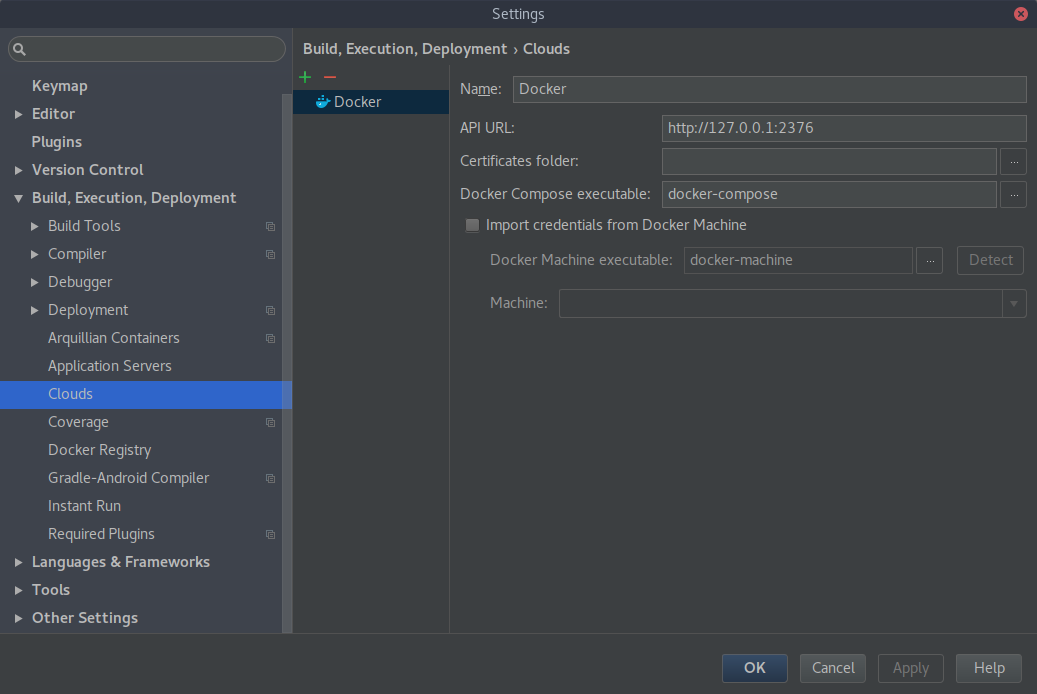 Settings
Build, Execution, Deployment › Clouds
Keymap
Editor
Plugins
Version Control
Build, Execution, Deployment
Build Tools
Compiler
Debugger
Deployment
Arquillian Containers
Application Servers
Clouds
Coverage
Docker Registry
Gradle-Android Compiler
Instant Run
Required Plugins
Languages & Frameworks
Tools
Other Settings
Docker
Name: Docker
API URL: http://127.0.0.1:2376
Certificates folder: ...
Docker Compose executable: docker-compose ...
Import credentials from Docker Machine
Docker Machine executable: docker-machine ... Detect
Machine:
OK Cancel Apply Help